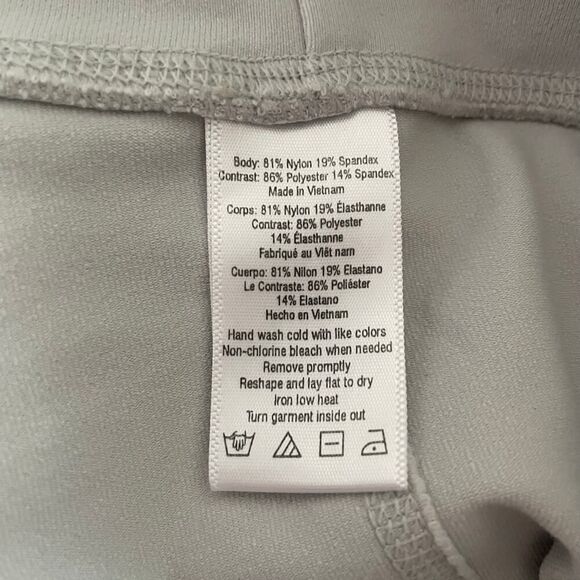 Body: 81% Nylon 19% Spandex
Contrast: 86% Polyester 14% Spandex
Made in Vietnam
Corps: 81% Nylon 19% Élasthanne
Contrast: 86% Polyester
14% Élasthanne
Fabriqué au Viêt nam
Cuerpo: 81% Nilon 19% Elastano
Le Contraste: 86% Poliéster
14% Elastano
Hecho en Vietnam
Hand wash cold with like colors
Non-chlorine bleach when needed
Remove promptly
Reshape and lay flat to dry
Iron low heat
Turn garment inside out